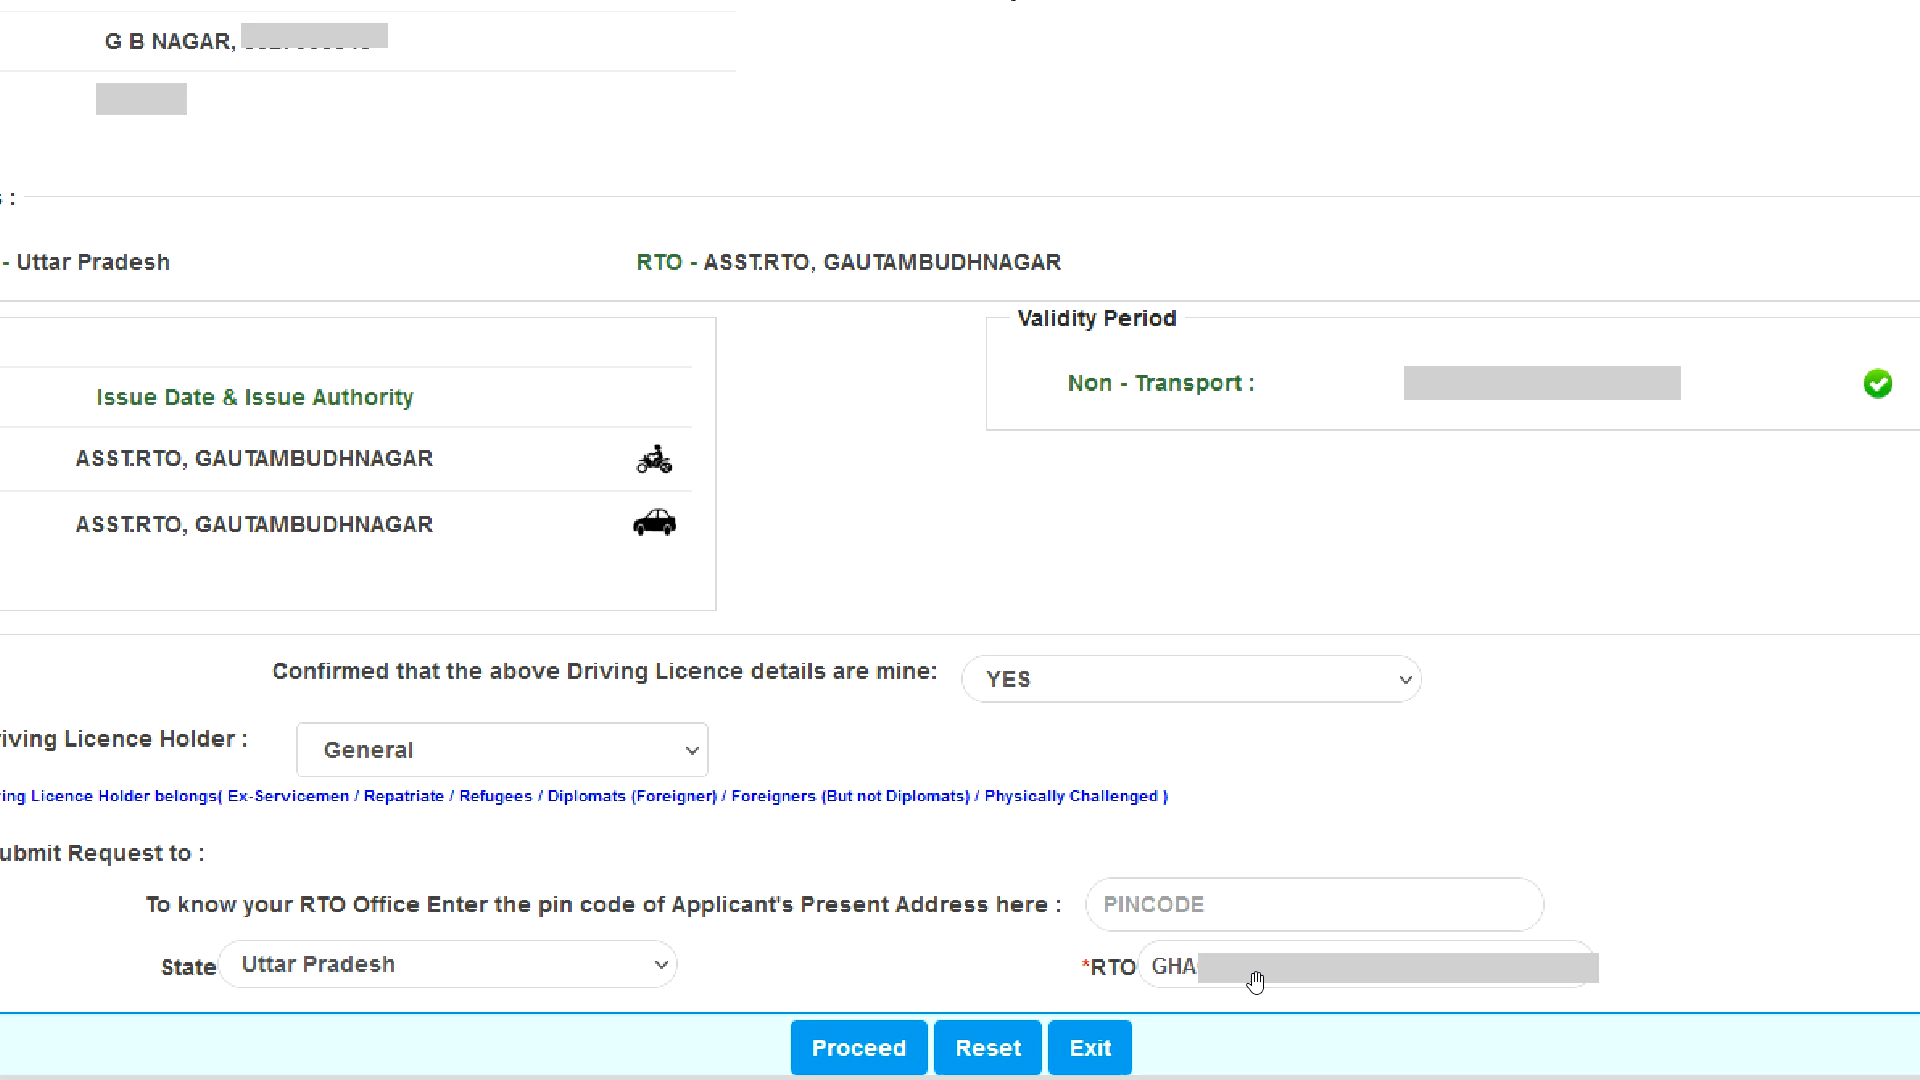 G B NAGAR,
s :
- Uttar Pradesh
RTO - ASST.RTO, GAUTAMBUDHNAGAR
Validity Period
Non - Transport :
Issue Date & Issue Authority
ASST.RTO, GAUTAMBUDHNAGAR
ASST.RTO, GAUTAMBUDHNAGAR
Confirmed that the above Driving Licence details are mine:
YES
riving Licence Holder :
General
ing Licence Holder belongs( Ex-Servicemen / Repatriate / Refugees / Diplomats (Foreigner) / Foreigners (But not Diplomats) / Physically Challenged )
ubmit Request to :
To know your RTO Office Enter the pin code of Applicant's Present Address here :
PINCODE
State
Uttar Pradesh
*RTO
GHA
Proceed
Reset
Exit